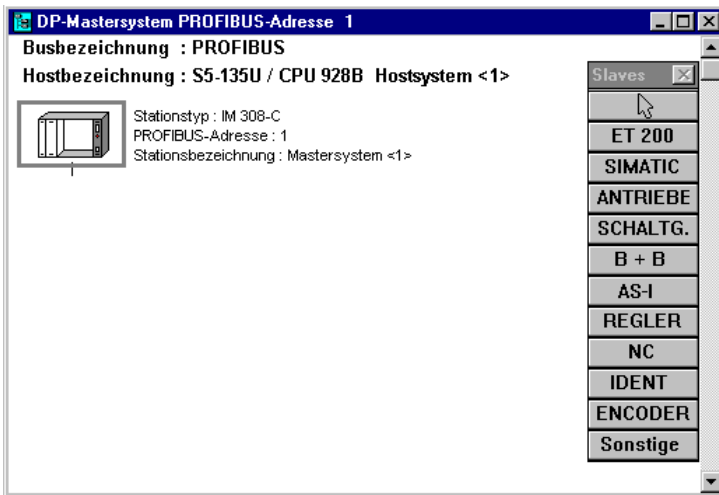 DP-Mastersystem PROFIBUS-Adresse 1
Busbezeichnung : PROFIBUS
Hostbezeichnung : S5-135U / CPU 928B Hostsystem <1>
Stationstyp : IM 308-C
PROFIBUS-Adresse : 1
Stationsbezeichnung : Mastersystem <1>
Slaves
ET 200
SIMATIC
ANTRIEBE
SCHALTG.
B + B
AS-I
REGLER
NC
IDENT
ENCODER
Sonstige